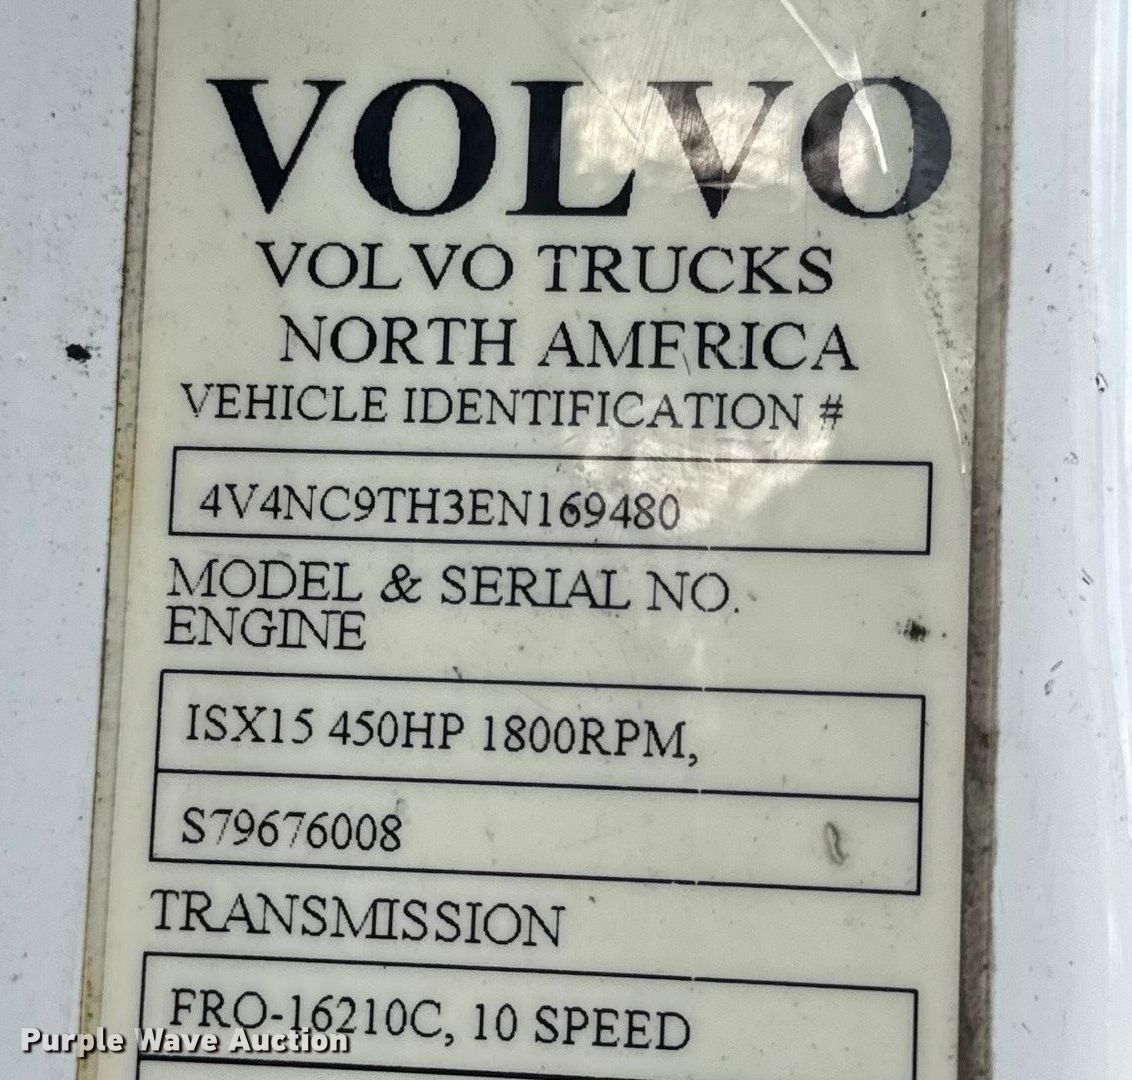 VOLVO
VOLVO TRUCKS
NORTH AMERICA
VEHICLE IDENTIFICATION #
4V4NC9TH3EN169480
MODEL & SERIAL NO.
ENGINE
ISX15 450HP 1800RPM,
S79676008
TRANSMISSION
FRO-16210C, 10 SPEED
Purple Wave Auction